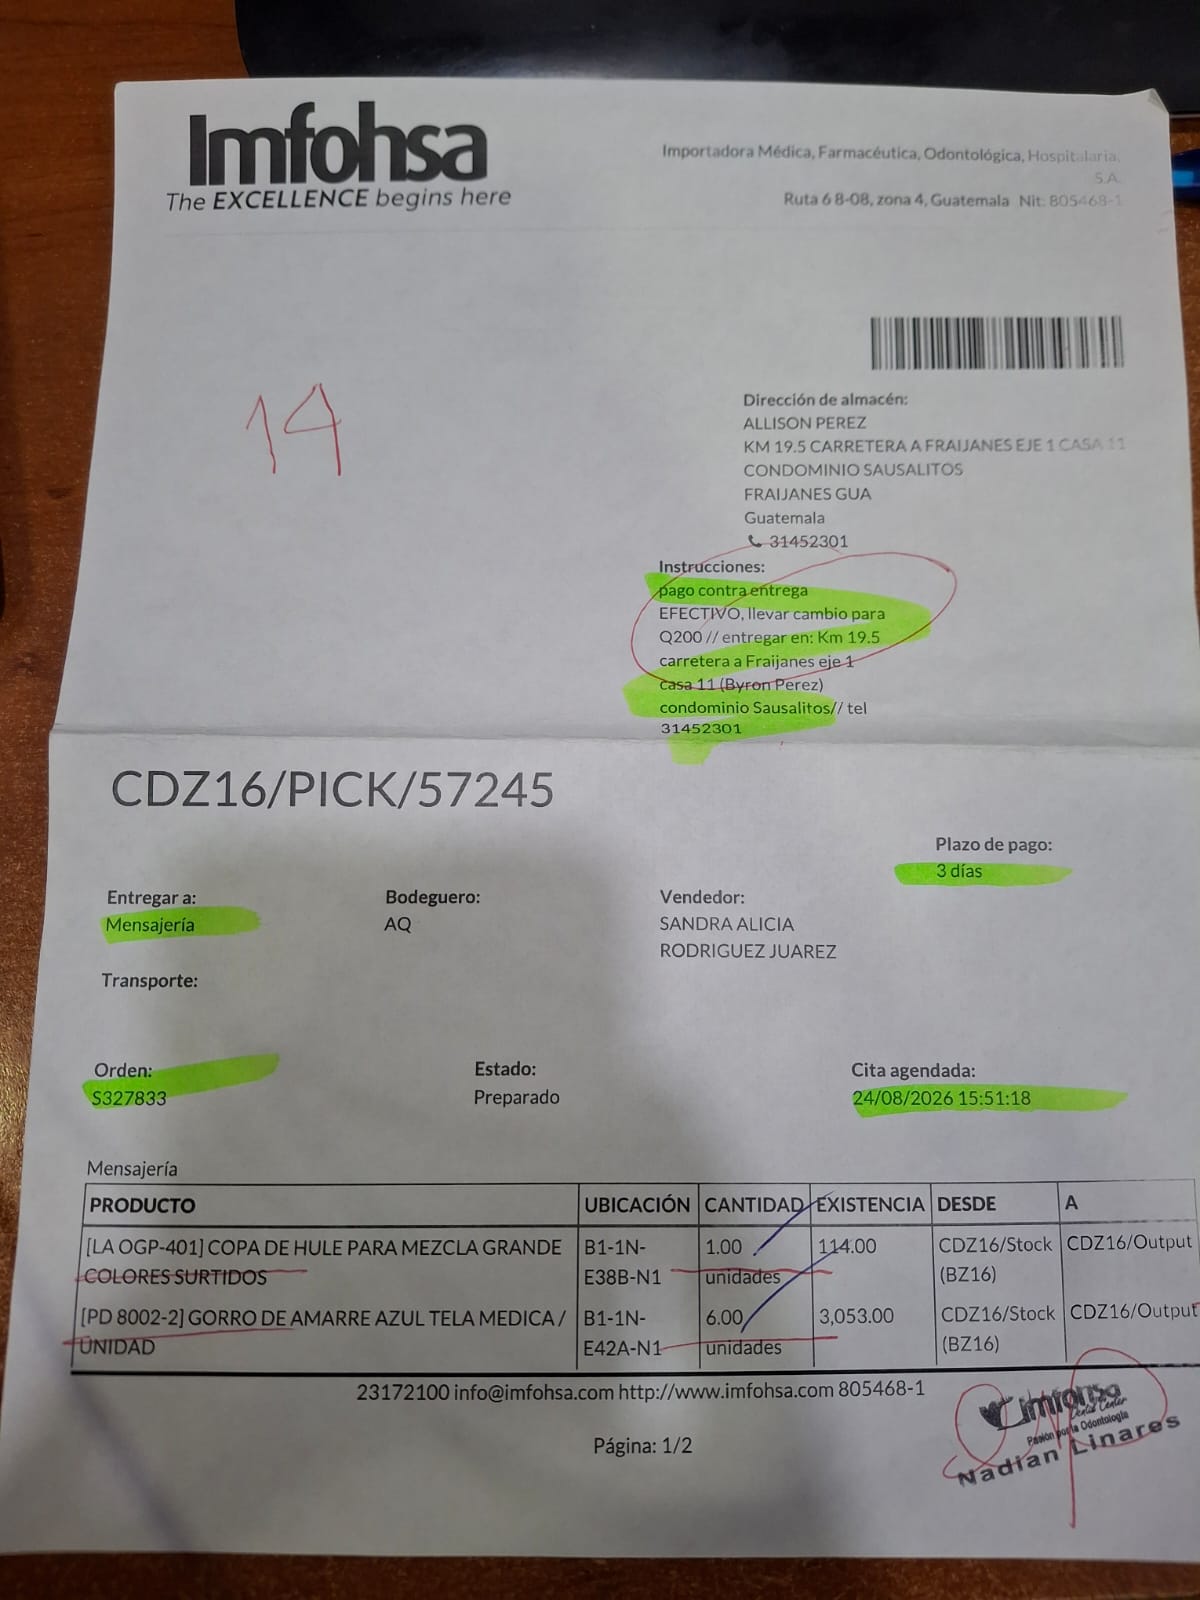 Imfohsa
The EXCELLENCE begins here
Importadora Médica, Farmacéutica, Odontológica, Hospitalaria,
S.A.
Ruta 6 8-08, zona 4, Guatemala Nit: 805468-1
14
Dirección de almacén:
ALLISON PEREZ
KM 19.5 CARRETERA A FRAIJANES EJE 1 CASA 11
CONDOMINIO SAUSALITOS
FRAIJANES GUA
Guatemala
31452301
Instrucciones:
pago contra entrega
EFECTIVO, llevar cambio para
Q200 // entregar en: Km 19.5
carretera a Fraijanes eje 1
casa 11 (Byron Perez)
condominio Sausalitos// tel
31452301
CDZ16/PICK/57245
Plazo de pago:
3 días
Entregar a: Bodeguero: Vendedor:
Mensajería AQ SANDRA ALICIA
RODRIGUEZ JUAREZ
Transporte:
Orden: Estado: Cita agendada:
S327833 Preparado 24/08/2026 15:51:18
Mensajería
PRODUCTO UBICACIÓN CANTIDAD EXISTENCIA DESDE A
[LA OGP-401] COPA DE HULE PARA MEZCLA GRANDE B1-1N- 1.00 114.00 CDZ16/Stock CDZ16/Output
COLORES SURTIDOS E38B-N1 unidades (BZ16)
[PD 8002-2] GORRO DE AMARRE AZUL TELA MEDICA / B1-1N- 6.00 3,053.00 CDZ16/Stock CDZ16/Output
UNIDAD E42A-N1 unidades (BZ16)
23172100 info@imfohsa.com http://www.imfohsa.com 805468-1
Página: 1/2
imfohsa
Dental Center
Pasión por la Odontología
Nadian Linares